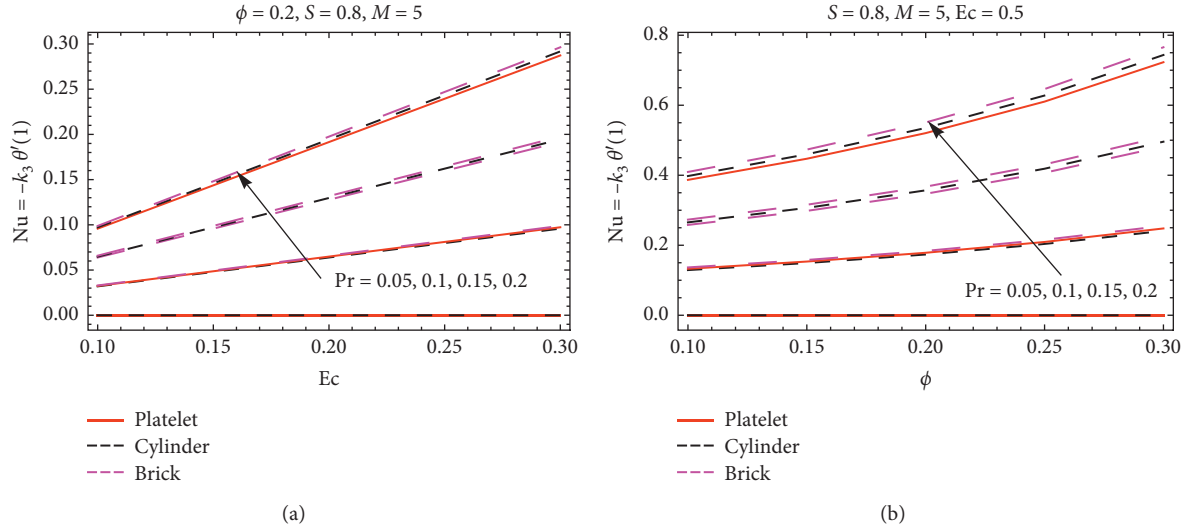 ϕ = 0.2, S = 0.8, M = 5
Nu = −k₃ θ′(1)
0.30
0.25
0.20
0.15
0.10
0.05
0.00
Pr = 0.05, 0.1, 0.15, 0.2
0.10 0.15 0.20 0.25 0.30
Ec
Platelet
Cylinder
Brick
(a)
S = 0.8, M = 5, Ec = 0.5
Nu = −k₃ θ′(1)
0.8
0.6
0.4
0.2
0.0
Pr = 0.05, 0.1, 0.15, 0.2
0.10 0.15 0.20 0.25 0.30
ϕ
Platelet
Cylinder
Brick
(b)